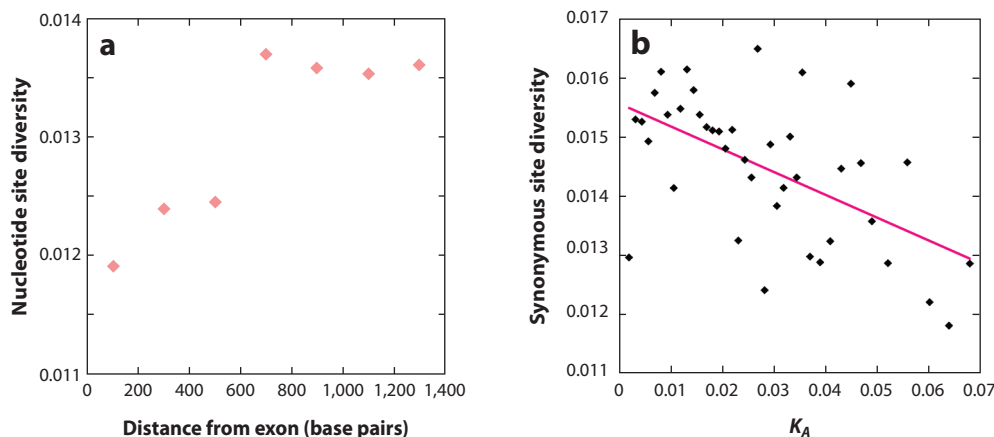 a
Nucleotide site diversity
0.014
0.013
0.012
0.011
0 200 400 600 800 1,000 1,200 1,400
Distance from exon (base pairs)
b
Synonymous site diversity
0.017
0.016
0.015
0.014
0.013
0.012
0.011
0 0.01 0.02 0.03 0.04 0.05 0.06 0.07
K_A